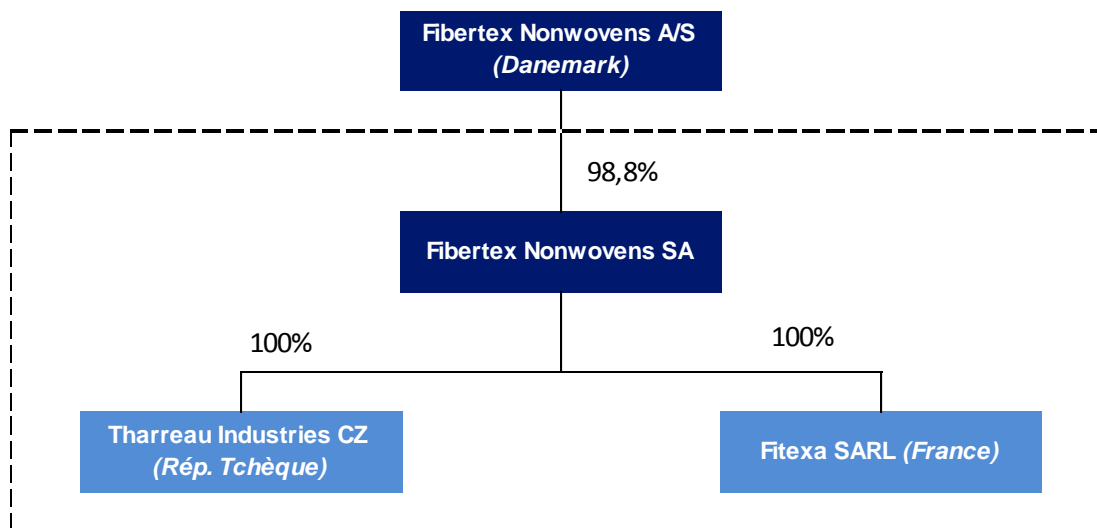 Fibertex Nonwovens A/S
(Danemark)
98,8%
Fibertex Nonwovens SA
100%
100%
Tharreau Industries CZ
(Rép. Tchèque)
Fitexa SARL (France)